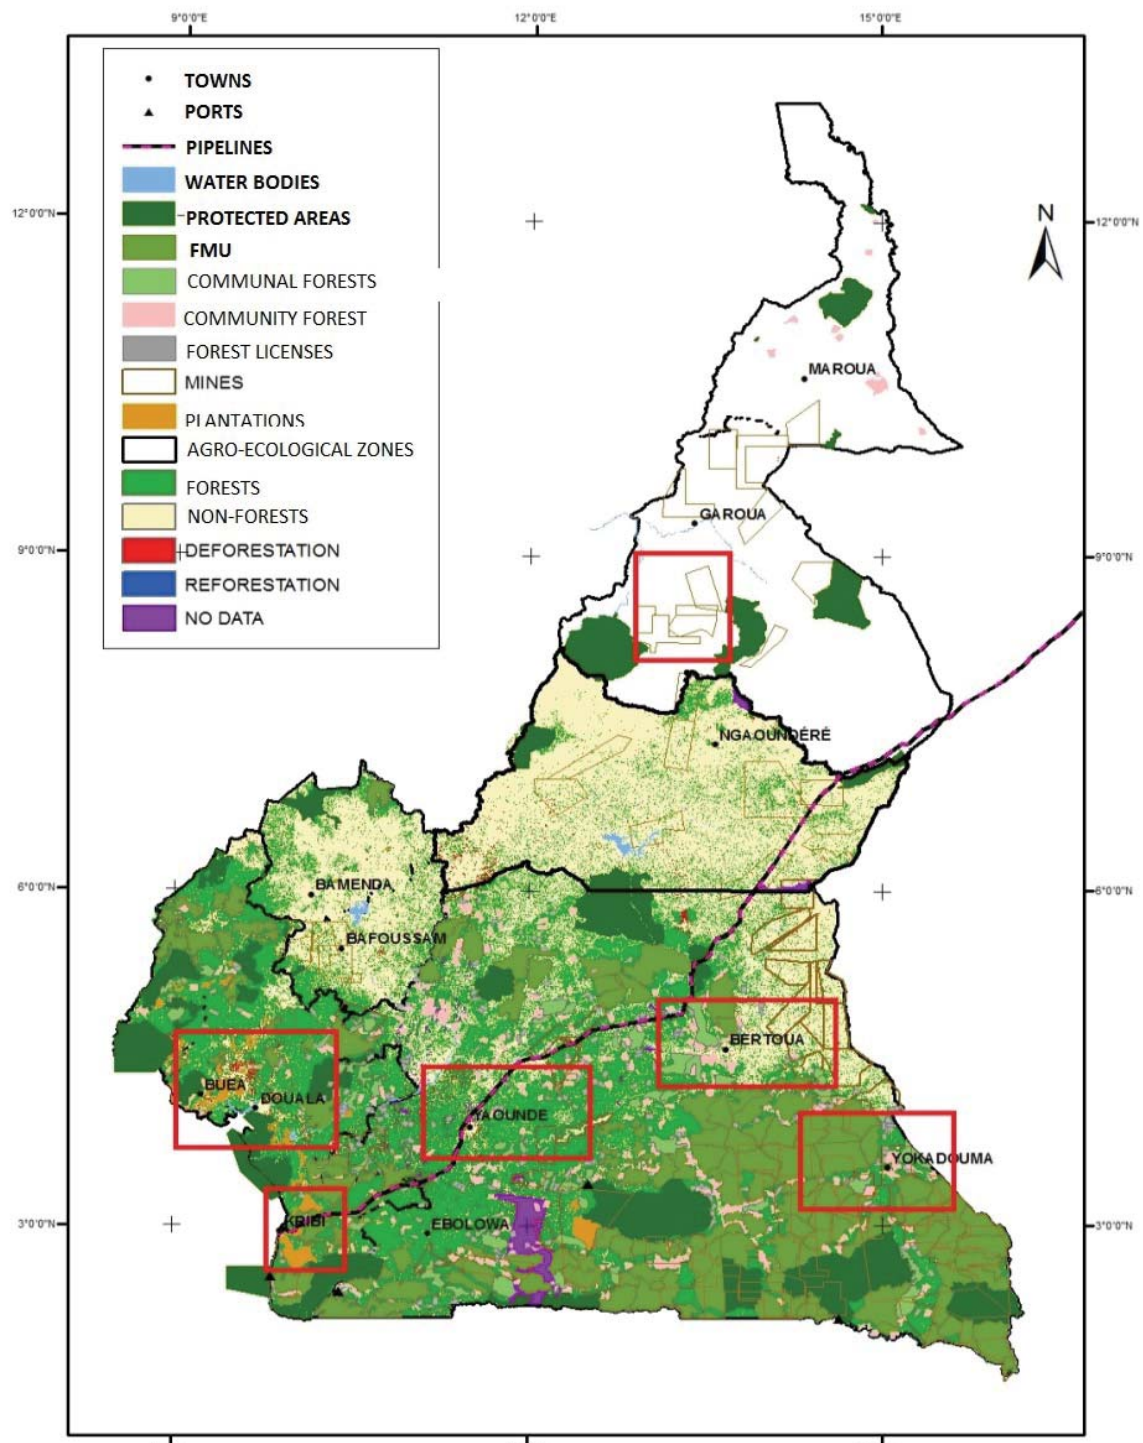 9°0'0"E 12°0'0"E 15°0'0"E
TOWNS
PORTS
PIPELINES
WATER BODIES
PROTECTED AREAS
FMU
COMMUNAL FORESTS
COMMUNITY FOREST
FOREST LICENSES
MINES
PLANTATIONS
AGRO-ECOLOGICAL ZONES
FORESTS
NON-FORESTS
DEFORESTATION
REFORESTATION
NO DATA
12°0'0"N 12°0'0"N
N
MAROUA
GAROUA
9°0'0"N 9°0'0"N
NGAOUNDÉRÉ
6°0'0"N 6°0'0"N
BAMENDA
BAFOUSSAM
BERTOUA
BUEA
DOUALA
YAOUNDE
YOKADOUMA
3°0'0"N 3°0'0"N
KRIBI
EBOLOWA